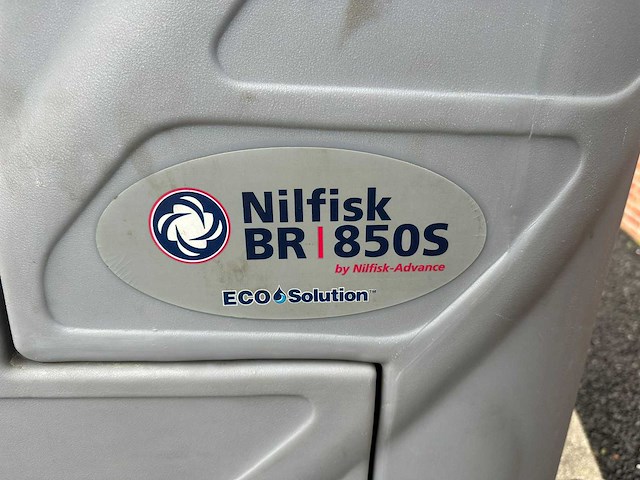 Nilfisk
BR|850S
by Nilfisk-Advance
ECO Solution™